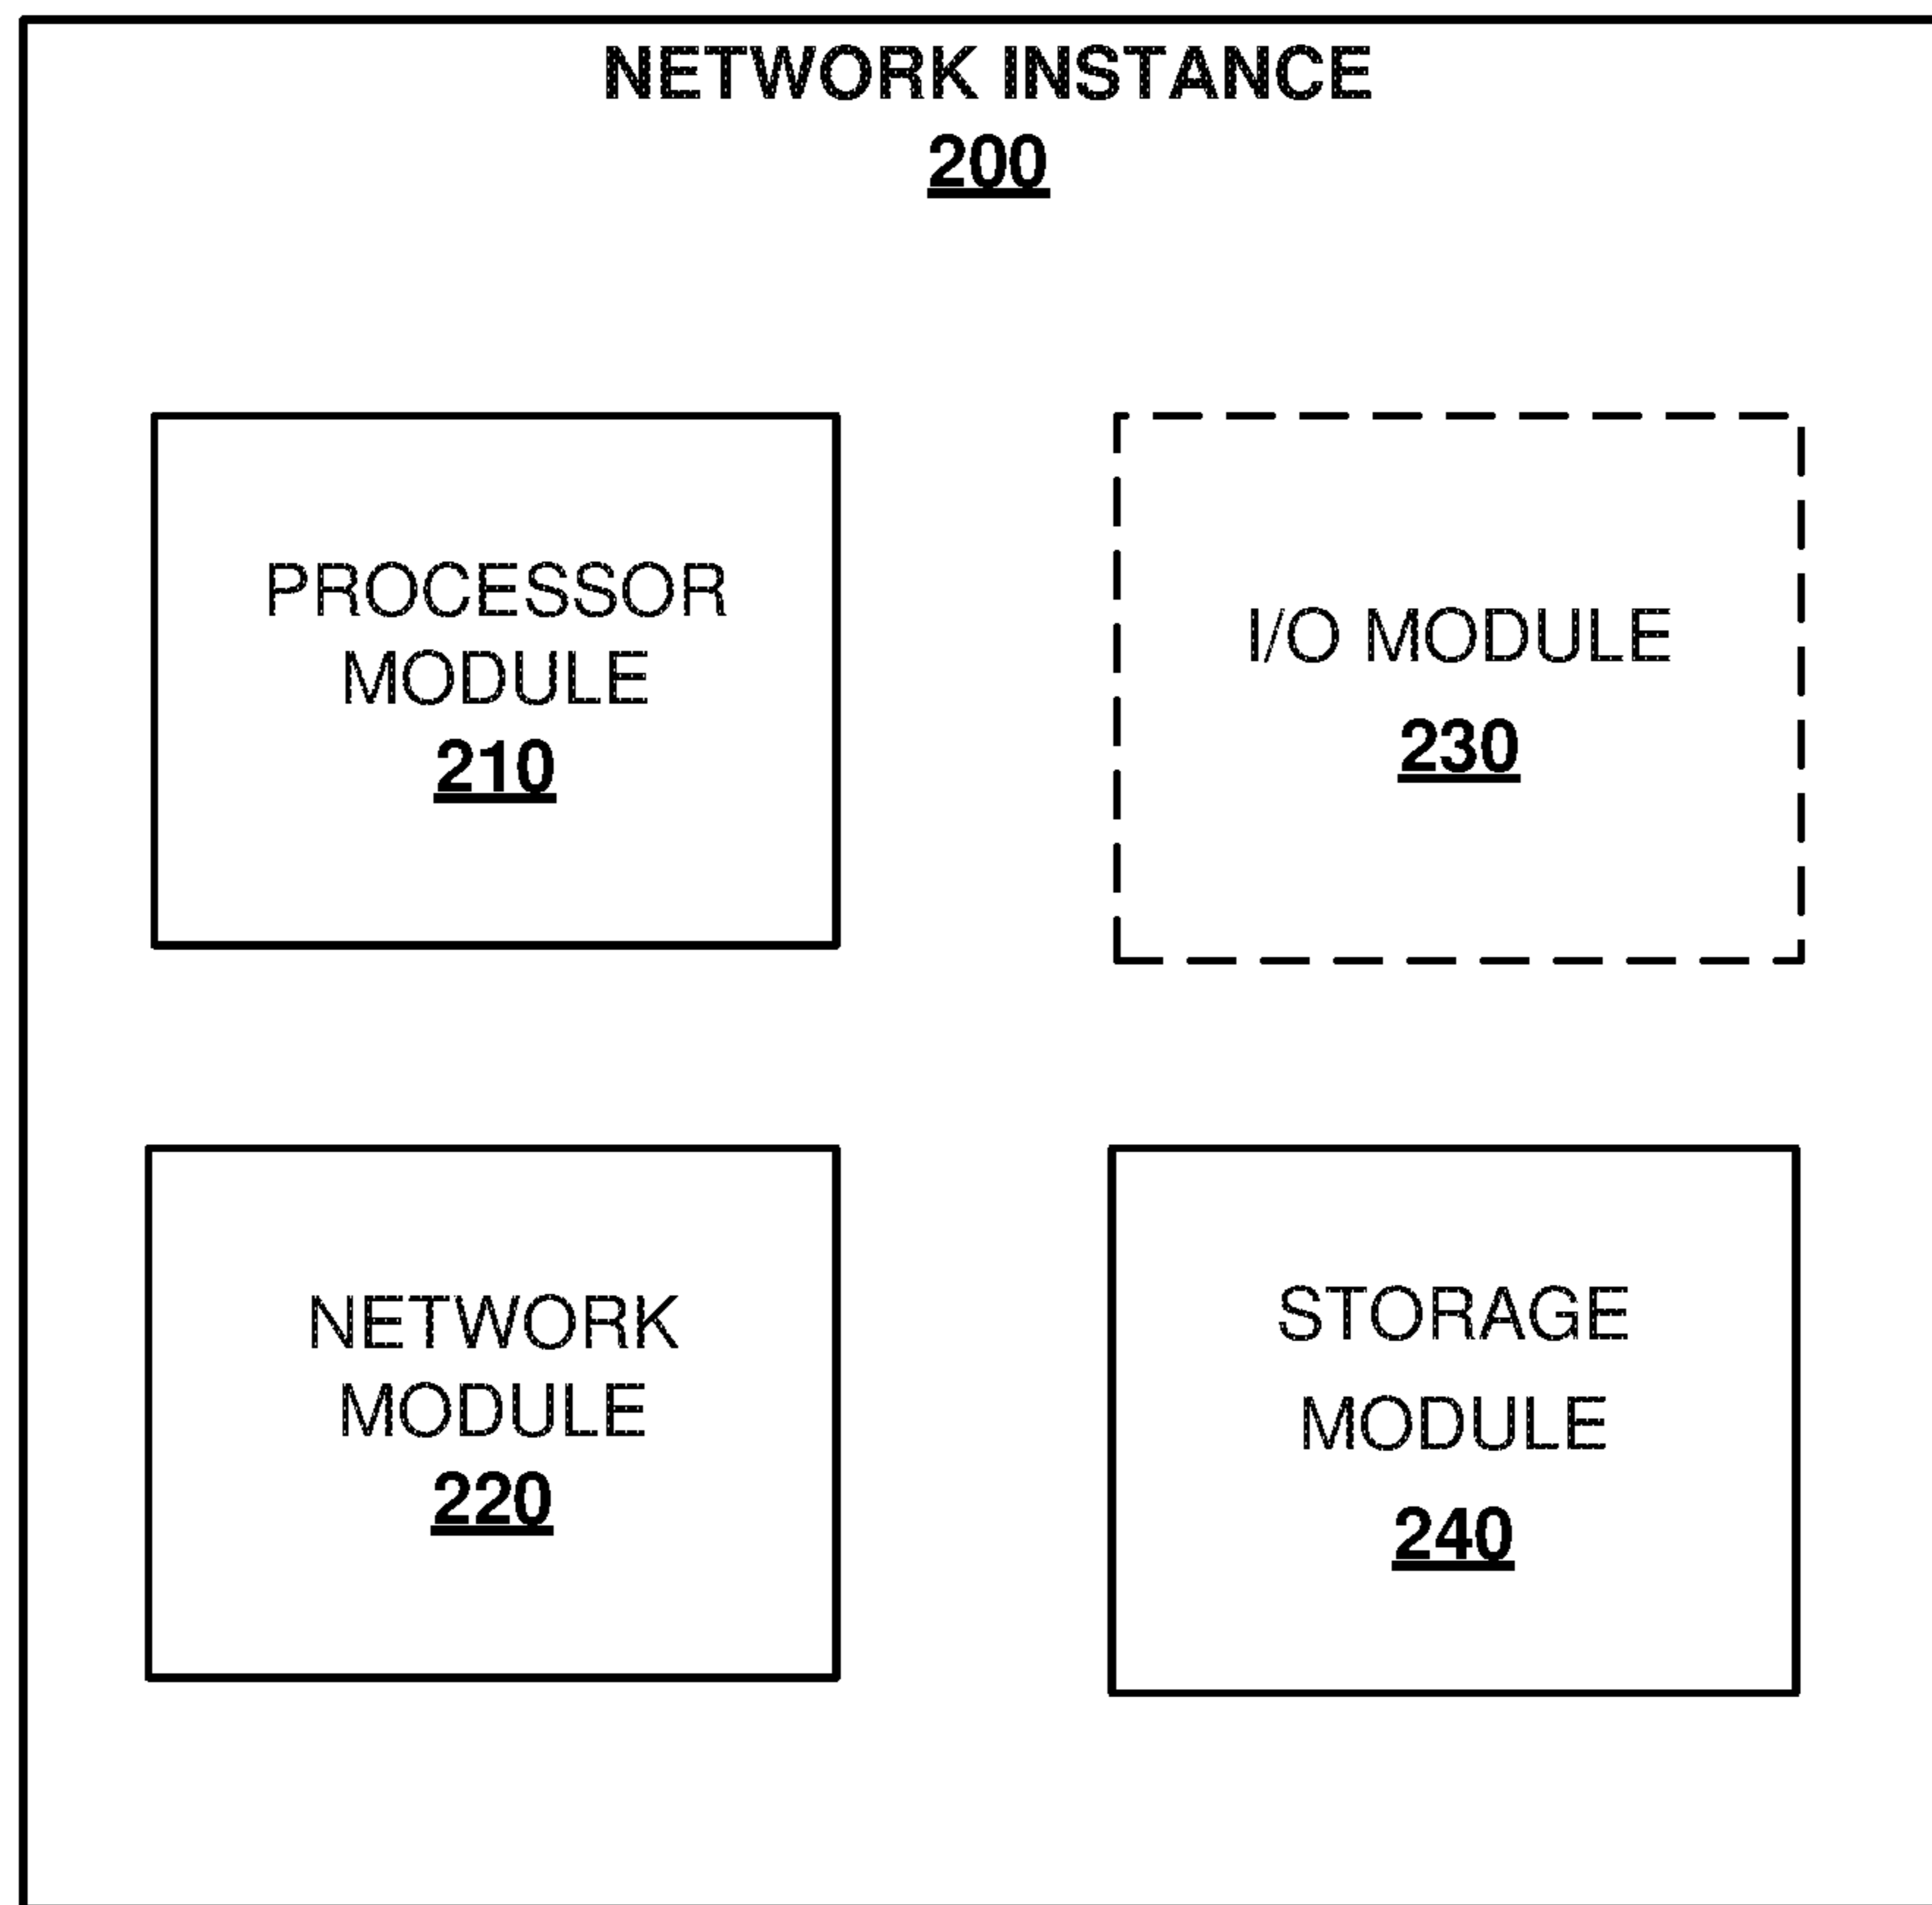 NETWORK INSTANCE
200
PROCESSOR
MODULE
210
I/O MODULE
230
NETWORK
MODULE
220
STORAGE
MODULE
240